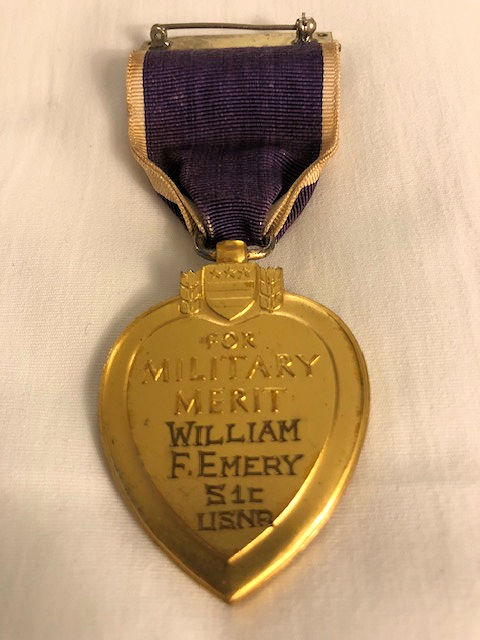 FOR
MILITARY
MERIT
WILLIAM
F. EMERY
S1c
USNR